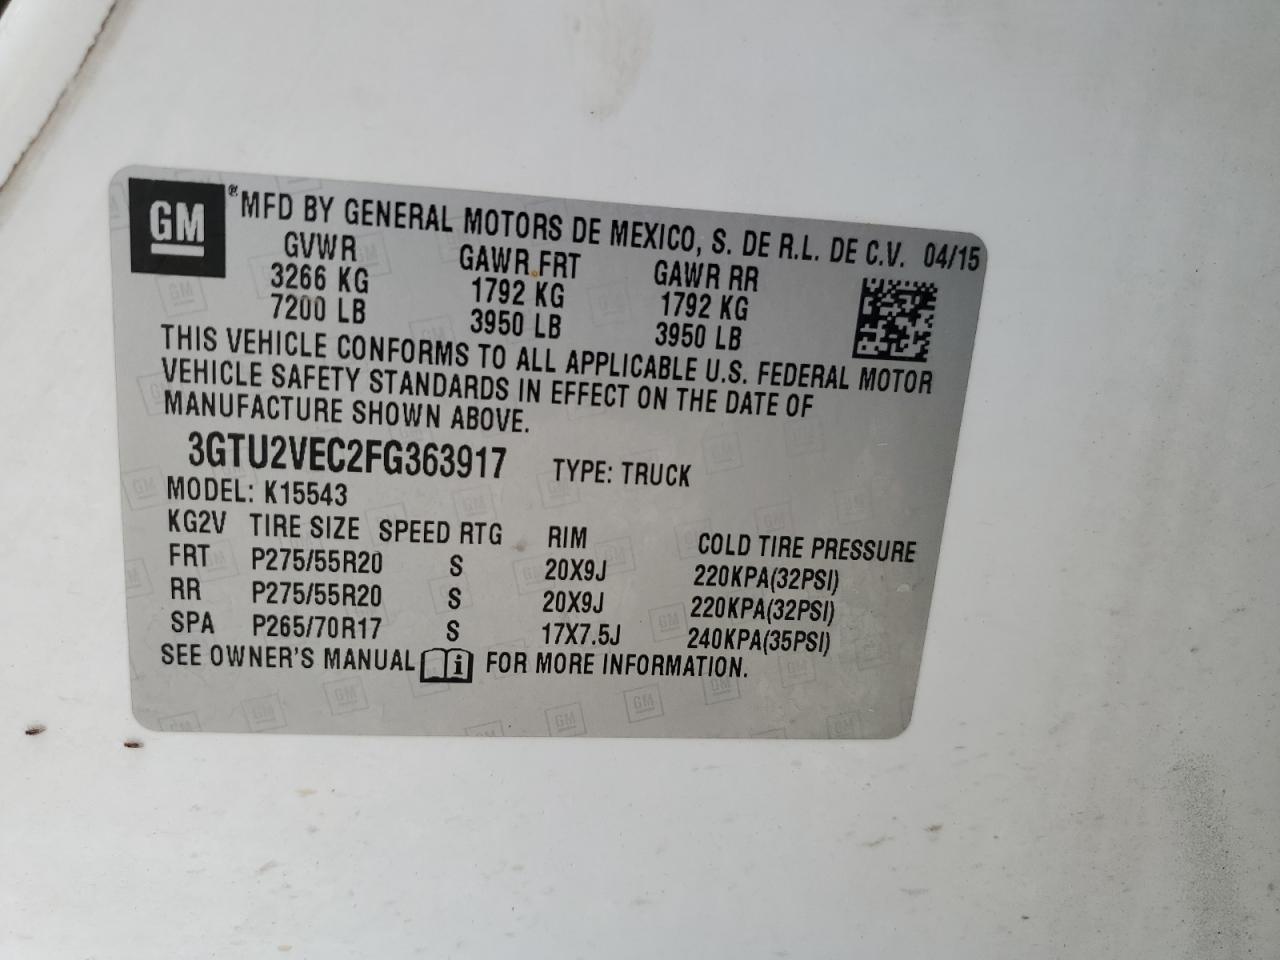 GM ® MFD BY GENERAL MOTORS DE MEXICO, S. DE R.L. DE C.V. 04/15
GVWR GAWR FRT GAWR RR
3266 KG 1792 KG 1792 KG
7200 LB 3950 LB 3950 LB
THIS VEHICLE CONFORMS TO ALL APPLICABLE U.S. FEDERAL MOTOR
VEHICLE SAFETY STANDARDS IN EFFECT ON THE DATE OF
MANUFACTURE SHOWN ABOVE.
3GTU2VEC2FG363917 TYPE: TRUCK
MODEL: K15543
KG2V TIRE SIZE SPEED RTG RIM COLD TIRE PRESSURE
FRT P275/55R20 S 20X9J 220KPA(32PSI)
RR P275/55R20 S 20X9J 220KPA(32PSI)
SPA P265/70R17 S 17X7.5J 240KPA(35PSI)
SEE OWNER'S MANUAL i FOR MORE INFORMATION.